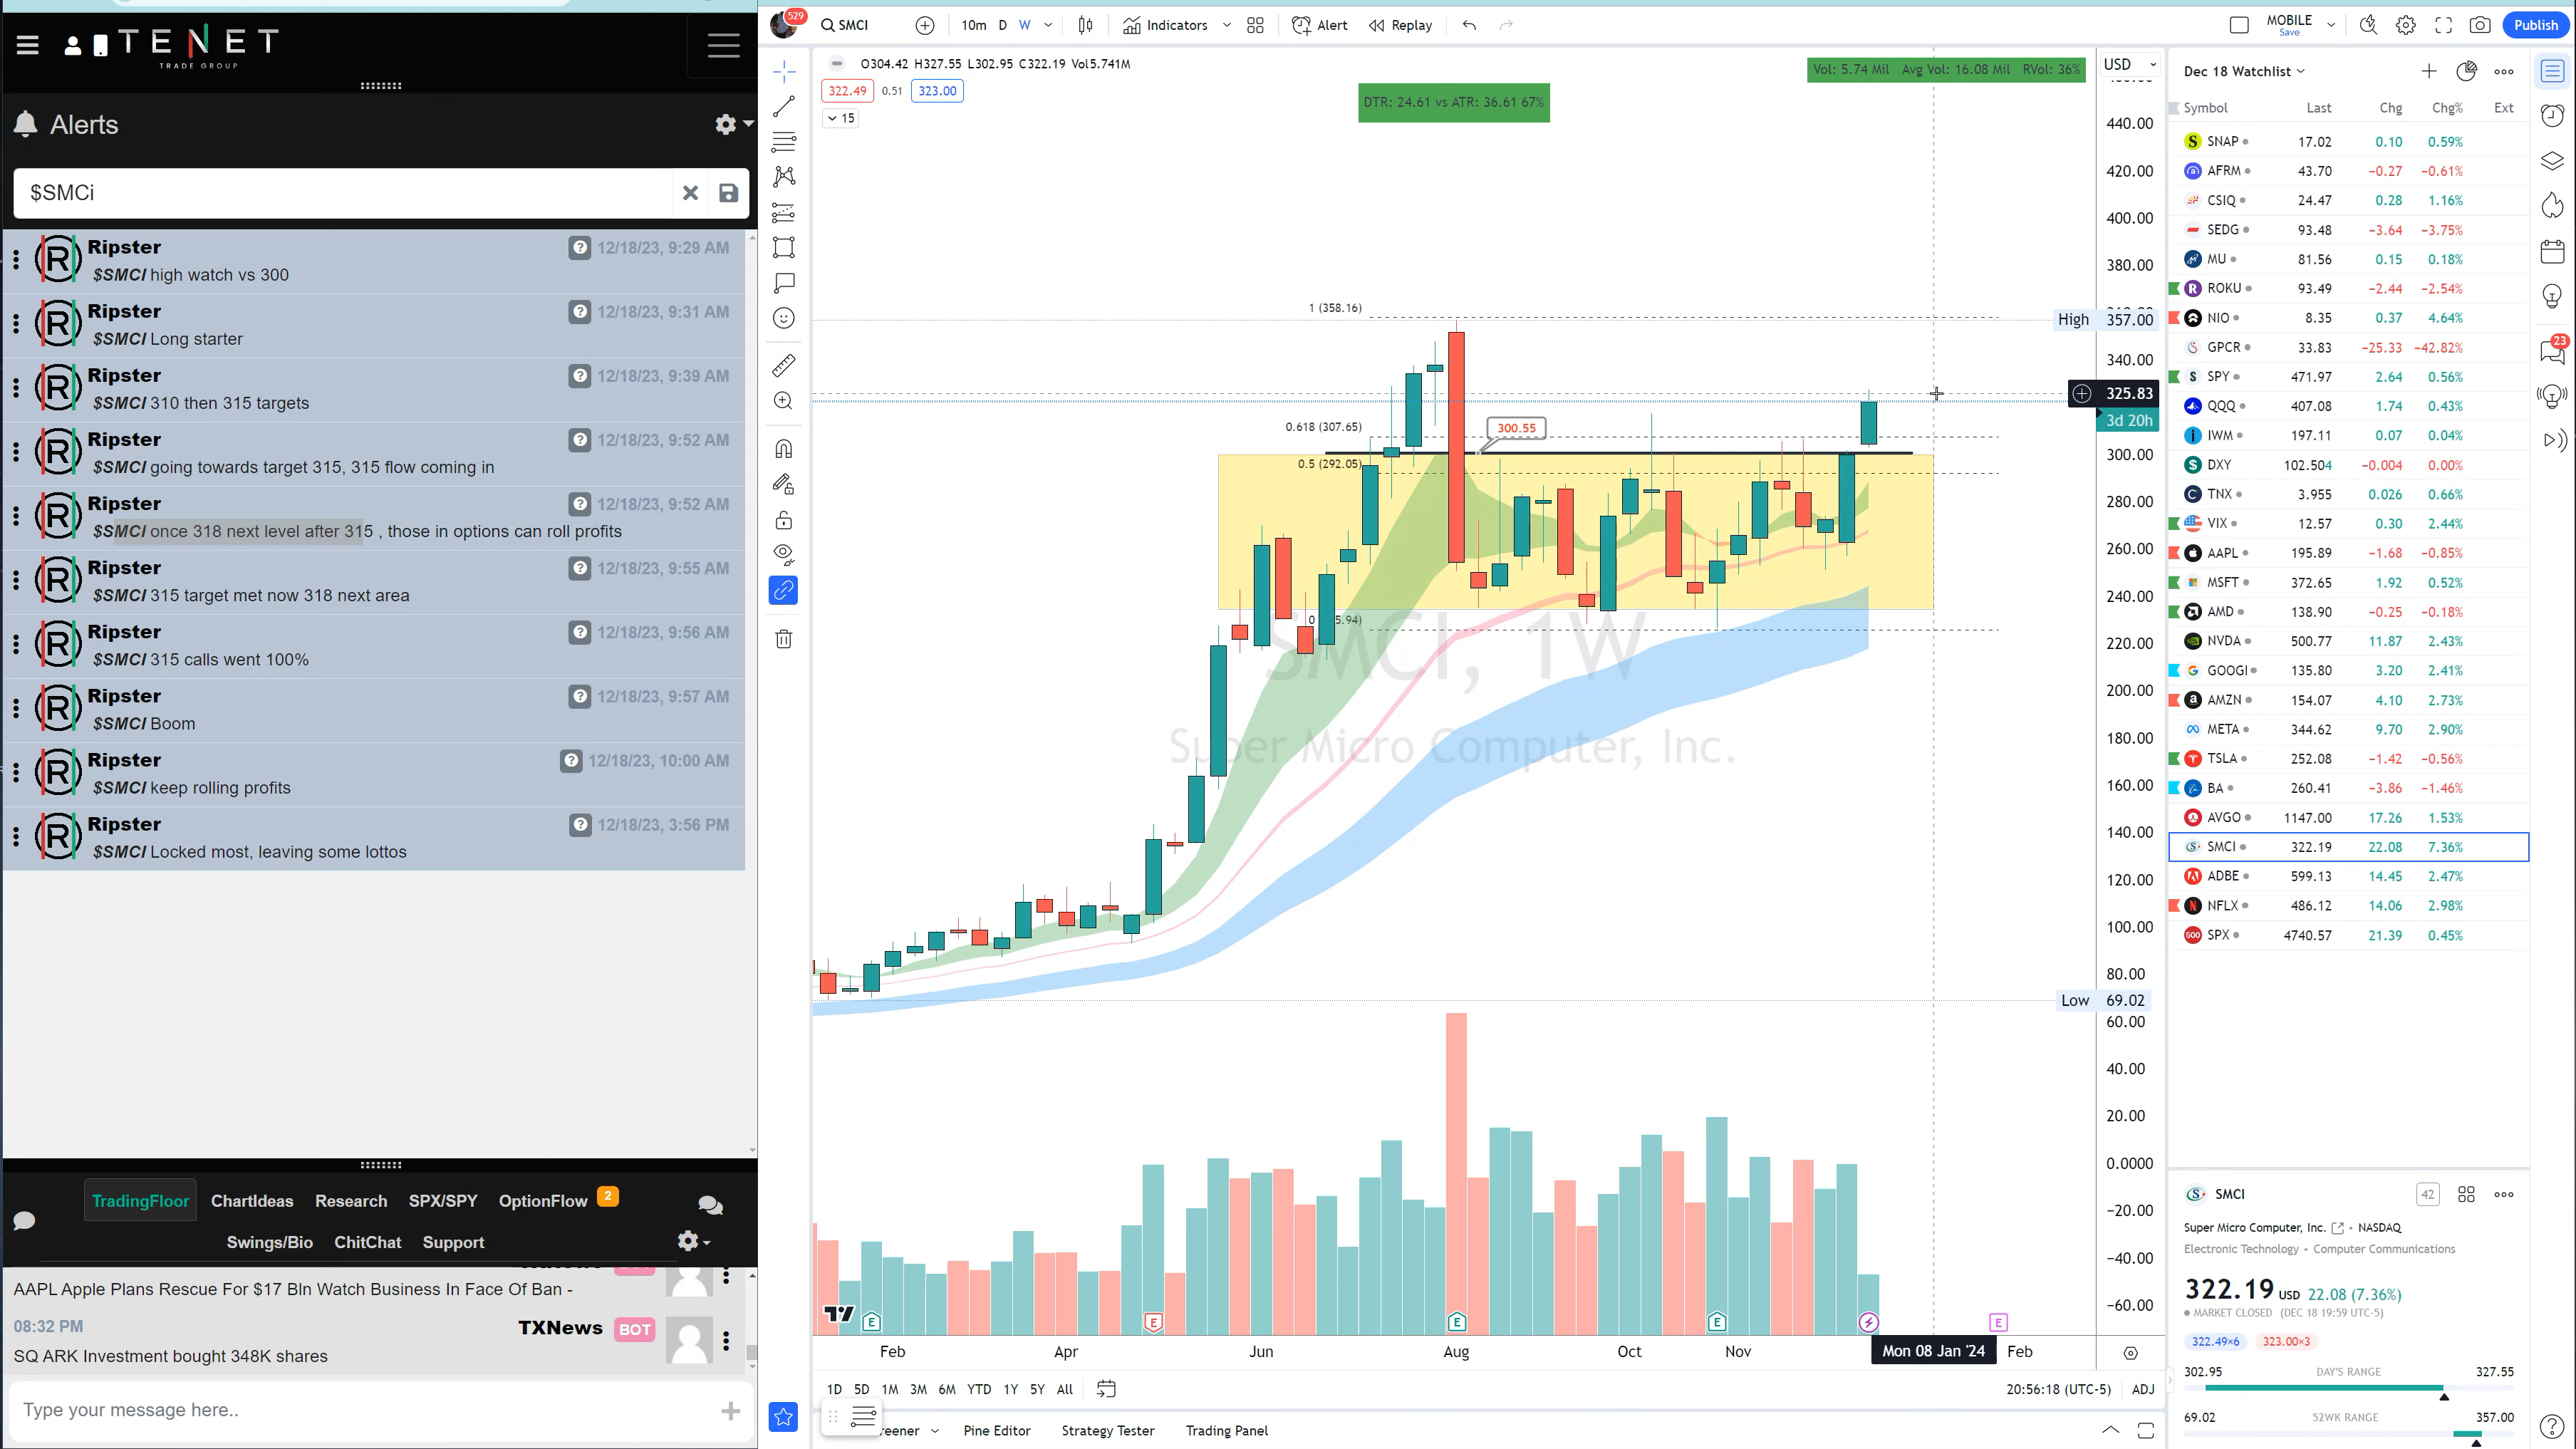 TENET
TRADE GROUP
Alerts
$SMCi
Ripster
12/18/23, 9:29 AM
$SMCI high watch vs 300
Ripster
12/18/23, 9:31 AM
$SMCI Long starter
Ripster
12/18/23, 9:39 AM
$SMCI 310 then 315 targets
Ripster
12/18/23, 9:52 AM
$SMCI going towards target 315, 315 flow coming in
Ripster
12/18/23, 9:52 AM
$SMCI once 318 next level after 315 , those in options can roll profits
Ripster
12/18/23, 9:55 AM
$SMCI 315 target met now 318 next area
Ripster
12/18/23, 9:56 AM
$SMCI 315 calls went 100%
Ripster
12/18/23, 9:57 AM
$SMCI Boom
Ripster
12/18/23, 10:00 AM
$SMCI keep rolling profits
Ripster
12/18/23, 3:56 PM
$SMCI Locked most, leaving some lottos
TradingFloor ChartIdeas Research SPX/SPY OptionFlow 2
Swings/Bio ChitChat Support
AAPL Apple Plans Rescue For $17 Bln Watch Business In Face Of Ban -
08:32 PM
TXNews BOT
SQ ARK Investment bought 348K shares
Type your message here..
529
SMCI
10m D W
Indicators
Alert
Replay
MOBILE
Save
Publish
O304.42 H327.55 L302.95 C322.19 Vol5.741M
322.49 0.51 323.00
15
DTR: 24.61 vs ATR: 36.61 67%
Vol: 5.74 Mil Avg Vol: 16.08 Mil RVol: 36%
USD
440.00
420.00
400.00
380.00
High 357.00
340.00
325.83
3d 20h
300.00
280.00
260.00
240.00
220.00
200.00
180.00
160.00
140.00
120.00
100.00
80.00
Low 69.02
60.00
40.00
20.00
0.0000
−20.00
−40.00
−60.00
1 (358.16)
0.618 (307.65)
300.55
0.5 (292.05)
SMCI, 1W
Super Micro Computer, Inc.
E
E
E
E
E
Feb Apr Jun Aug Oct Nov Mon 08 Jan '24 Feb
1D 5D 1M 3M 6M YTD 1Y 5Y All
20:56:18 (UTC-5) ADJ
Pine Editor Strategy Tester Trading Panel
Dec 18 Watchlist
Symbol Last Chg Chg% Ext
SNAP 17.02 0.10 0.59%
AFRM 43.70 −0.27 −0.61%
CSIQ 24.47 0.28 1.16%
SEDG 93.48 −3.64 −3.75%
MU 81.56 0.15 0.18%
ROKU 93.49 −2.44 −2.54%
NIO 8.35 0.37 4.64%
GPCR 33.83 −25.33 −42.82%
SPY 471.97 2.64 0.56%
QQQ 407.08 1.74 0.43%
IWM 197.11 0.07 0.04%
DXY 102.504 −0.004 0.00%
TNX 3.955 0.026 0.66%
VIX 12.57 0.30 2.44%
AAPL 195.89 −1.68 −0.85%
MSFT 372.65 1.92 0.52%
AMD 138.90 −0.25 −0.18%
NVDA 500.77 11.87 2.43%
GOOGl 135.80 3.20 2.41%
AMZN 154.07 4.10 2.73%
META 344.62 9.70 2.90%
TSLA 252.08 −1.42 −0.56%
BA 260.41 −3.86 −1.46%
AVGO 1147.00 17.26 1.53%
SMCI 322.19 22.08 7.36%
ADBE 599.13 14.45 2.47%
NFLX 486.12 14.06 2.98%
SPX 4740.57 21.39 0.45%
23
SMCI 42
Super Micro Computer, Inc. • NASDAQ
Electronic Technology • Computer Communications
322.19 USD 22.08 (7.36%)
MARKET CLOSED (DEC 18 19:59 UTC-5)
322.49×6 323.00×3
302.95 DAY'S RANGE 327.55
69.02 52WK RANGE 357.00